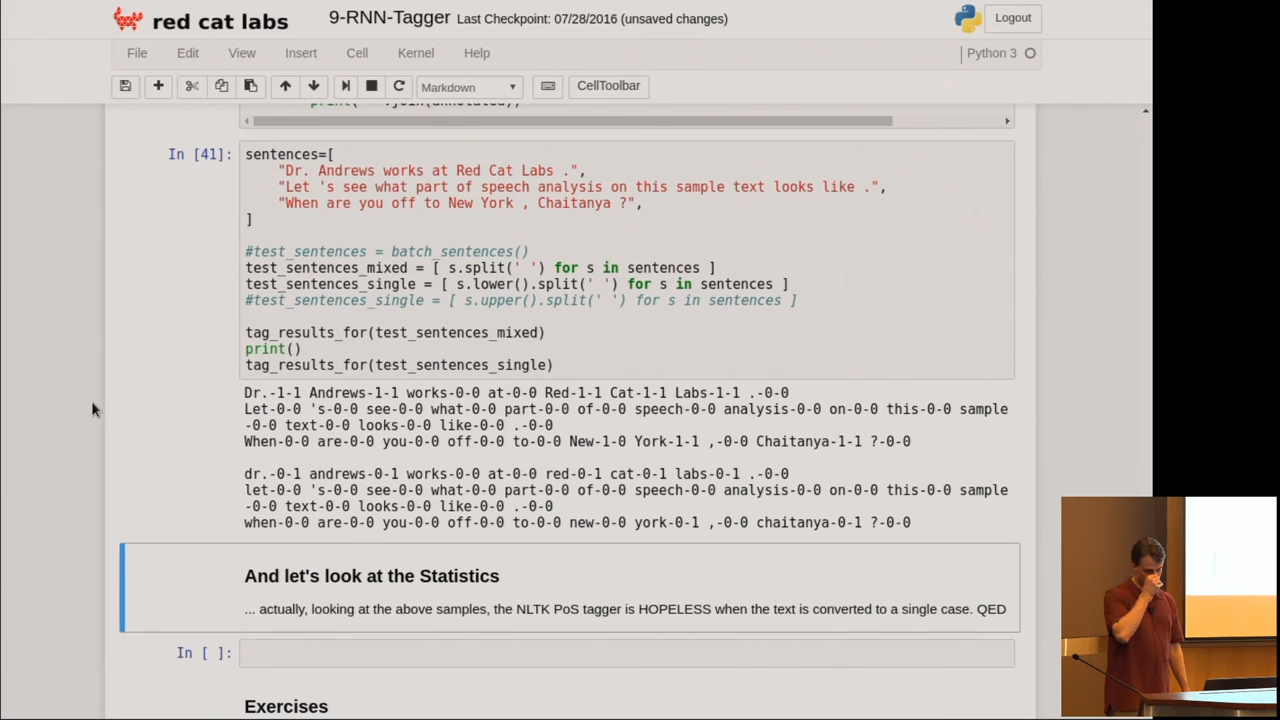 red cat labs
9-RNN-Tagger Last Checkpoint: 07/28/2016 (unsaved changes)
Logout
File Edit View Insert Cell Kernel Help
Python 3
Markdown
CellToolbar
In [41]:
sentences=[
"Dr. Andrews works at Red Cat Labs .",
"Let 's see what part of speech analysis on this sample text looks like .",
"When are you off to New York , Chaitanya ?",
]
#test_sentences = batch_sentences()
test_sentences_mixed = [ s.split(' ') for s in sentences ]
test_sentences_single = [ s.lower().split(' ') for s in sentences ]
#test_sentences_single = [ s.upper().split(' ') for s in sentences ]
tag_results_for(test_sentences_mixed)
print()
tag_results_for(test_sentences_single)
Dr.-1-1 Andrews-1-1 works-0-0 at-0-0 Red-1-1 Cat-1-1 Labs-1-1 .-0-0
Let-0-0 's-0-0 see-0-0 what-0-0 part-0-0 of-0-0 speech-0-0 analysis-0-0 on-0-0 this-0-0 sample
-0-0 text-0-0 looks-0-0 like-0-0 .-0-0
When-0-0 are-0-0 you-0-0 off-0-0 to-0-0 New-1-0 York-1-1 ,-0-0 Chaitanya-1-1 ?-0-0
dr.-0-1 andrews-0-1 works-0-0 at-0-0 red-0-1 cat-0-1 labs-0-1 .-0-0
let-0-0 's-0-0 see-0-0 what-0-0 part-0-0 of-0-0 speech-0-0 analysis-0-0 on-0-0 this-0-0 sample
-0-0 text-0-0 looks-0-0 like-0-0 .-0-0
when-0-0 are-0-0 you-0-0 off-0-0 to-0-0 new-0-0 york-0-1 ,-0-0 chaitanya-0-1 ?-0-0
And let's look at the Statistics
... actually, looking at the above samples, the NLTK PoS tagger is HOPELESS when the text is converted to a single case. QED
In [ ]:
Exercises